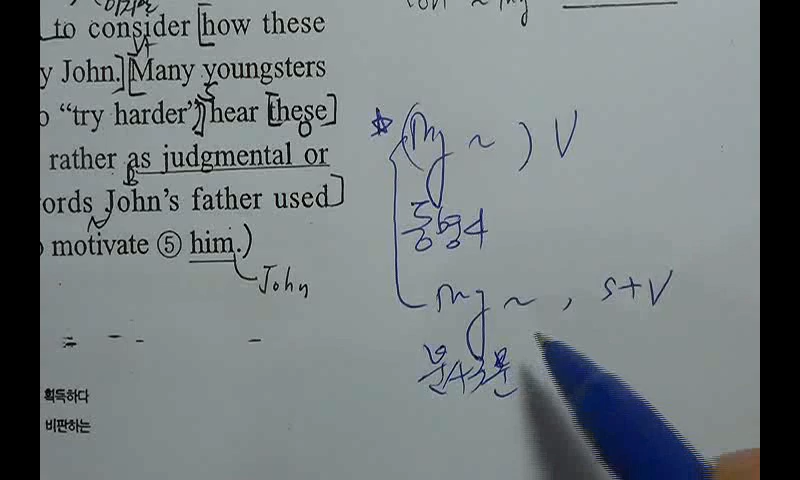 to consider [how these
y John.] [Many youngsters
o “try harder”] hear [these]
rather as judgmental or
ords John’s father used]
o motivate ⑤ him.)
John
(ing ~ ) V
동명사
ing ~ , S+V
분사구문
획득하다
비판하는